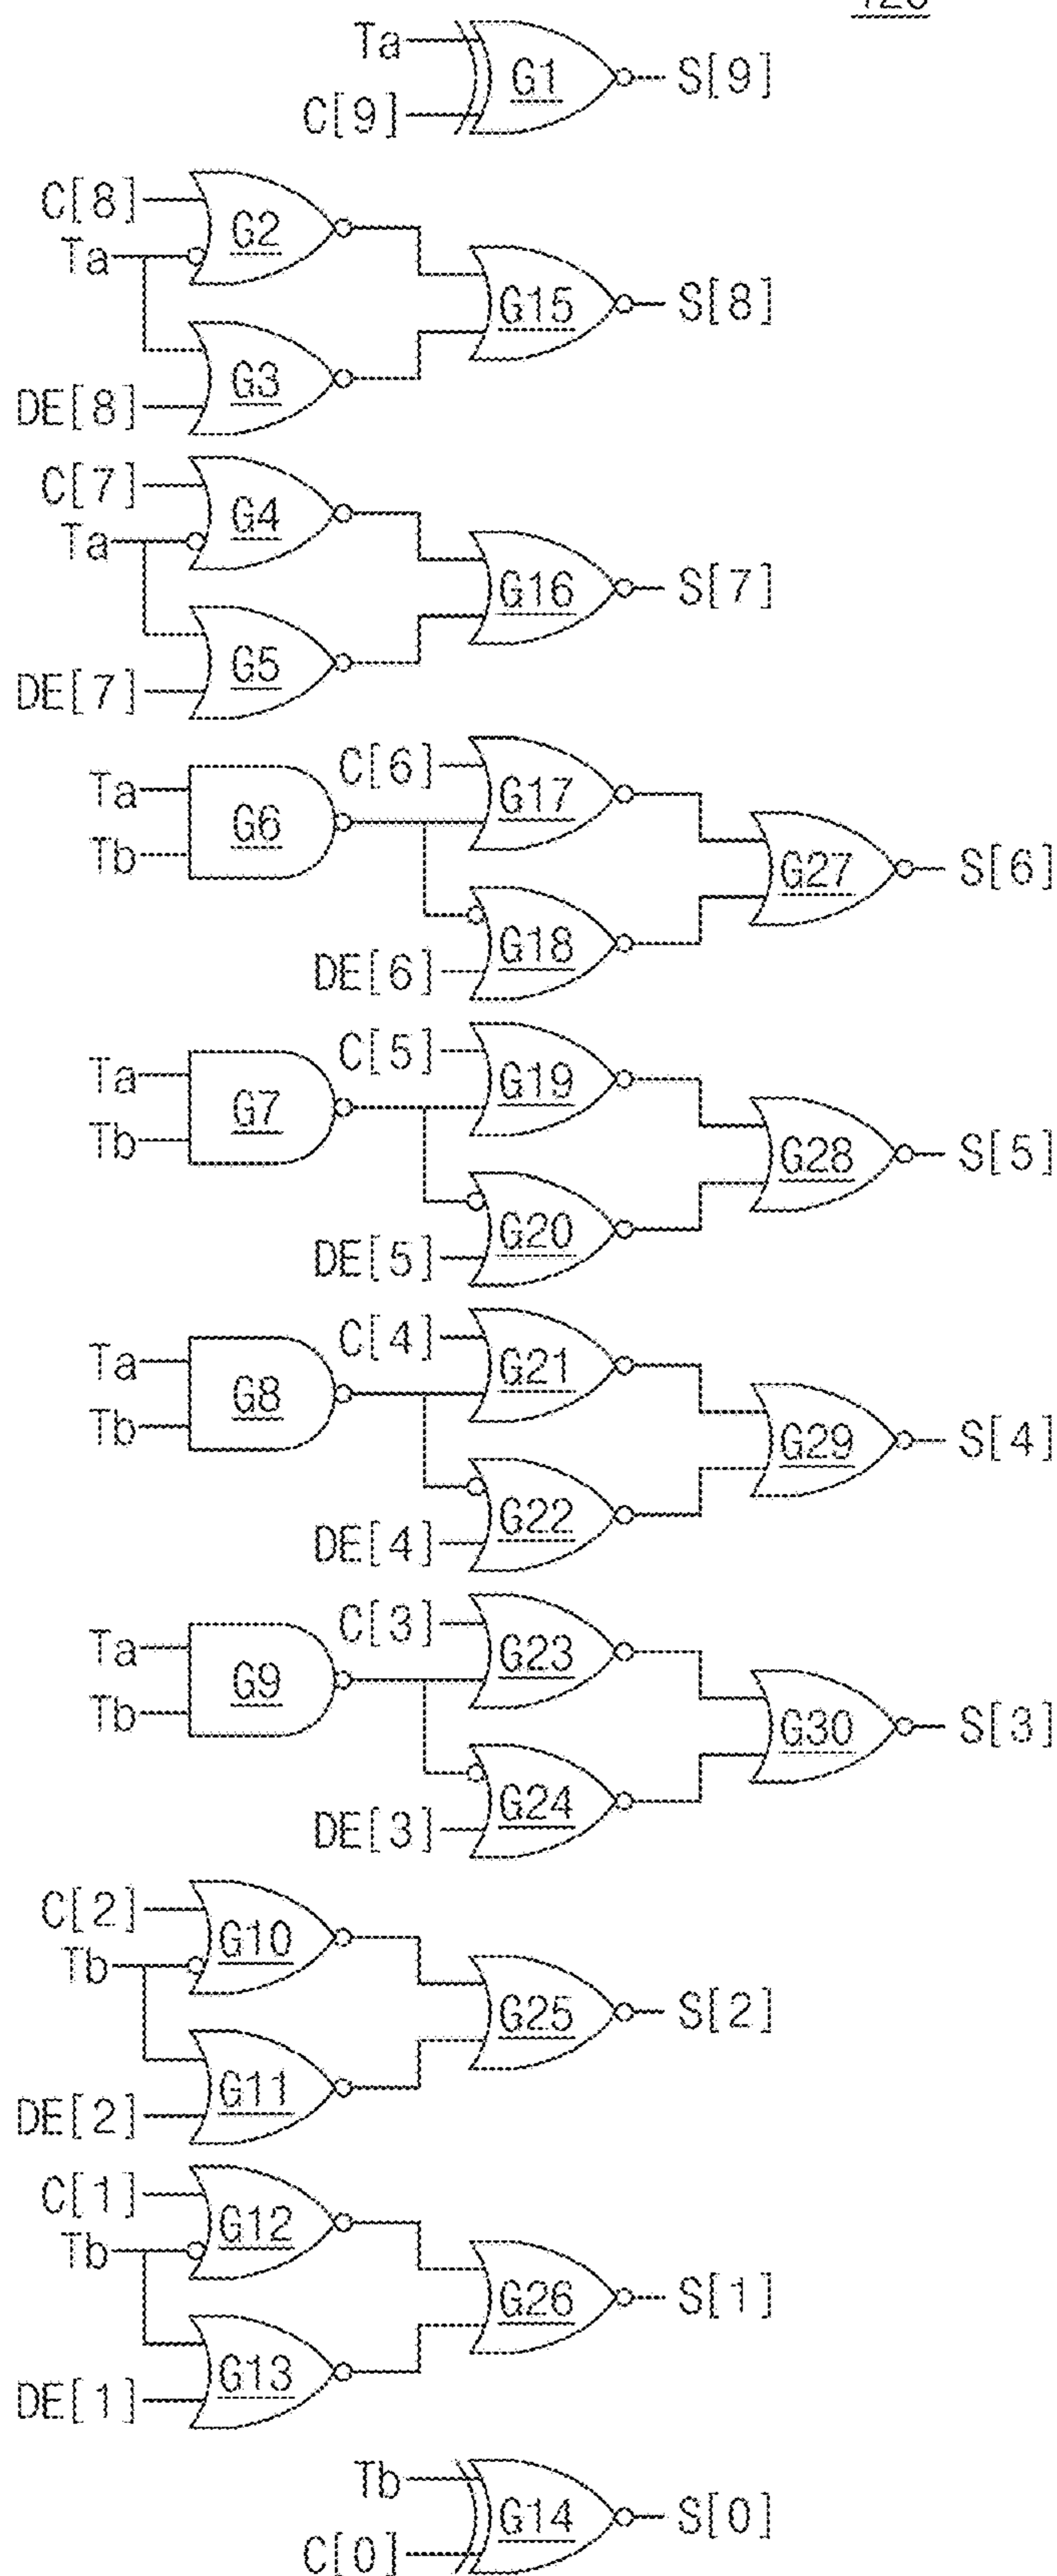 Ta G1 S[9]
C[9]
C[8] G2
Ta G15 S[8]
G3
DE[8]
C[7] G4
Ta G16 S[7]
G5
DE[7]
C[6] G17
Ta G6
Tb G27 S[6]
G18
DE[6]
C[5] G19
Ta G7
Tb G28 S[5]
G20
DE[5]
C[4] G21
Ta G8
Tb G29 S[4]
G22
DE[4]
C[3] G23
Ta G9
Tb G30 S[3]
G24
DE[3]
C[2] G10
Tb G25 S[2]
G11
DE[2]
C[1] G12
Tb G26 S[1]
G13
DE[1]
Tb G14 S[0]
C[0]